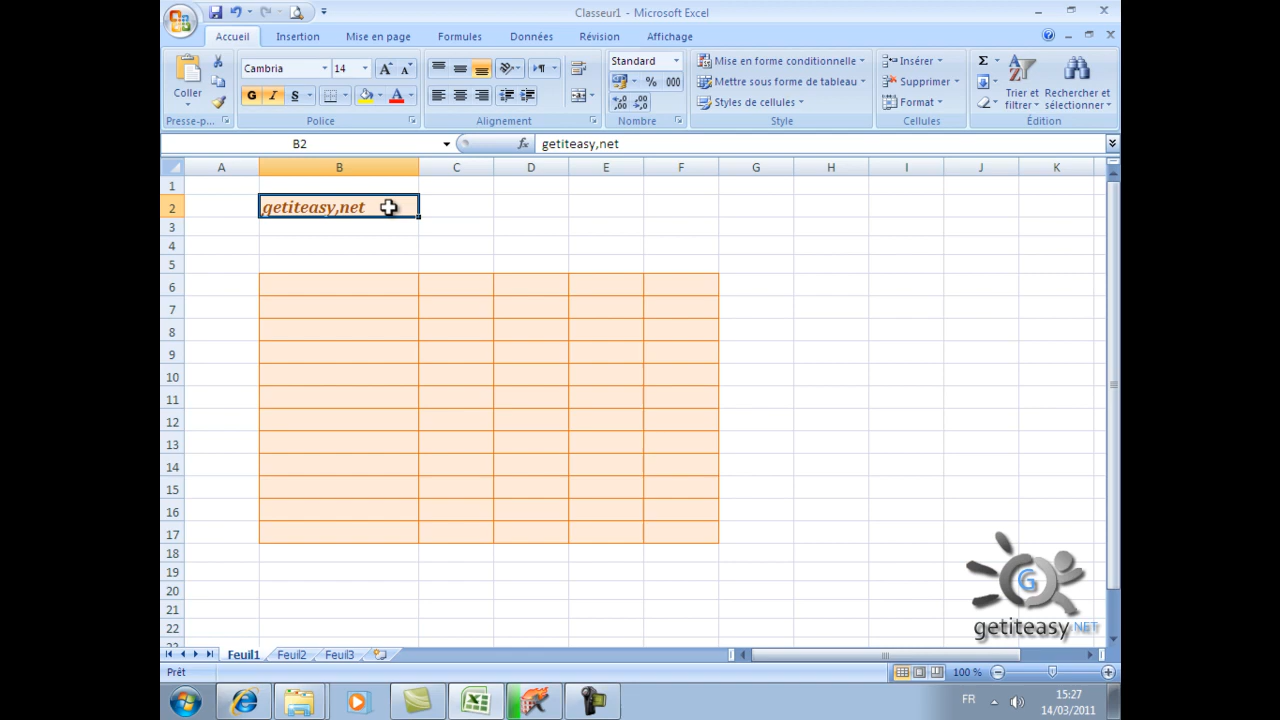 Classeur1 - Microsoft Excel
Accueil Insertion Mise en page Formules Données Révision Affichage
Coller
Presse-p...
Cambria 14
G I S
Police
Alignement
Standard
% 000
Nombre
Mise en forme conditionnelle
Mettre sous forme de tableau
Styles de cellules
Style
Insérer
Supprimer
Format
Cellules
Σ
Trier et filtrer
Rechercher et sélectionner
Édition
B2 fx getiteasy,net
A B C D E F G H I J K
1
2 getiteasy,net
3
4
5
6
7
8
9
10
11
12
13
14
15
16
17
18
19
20
21
22
23
G
getiteasy.NET
Feuil1 Feuil2 Feuil3
Prêt 100 %
FR 15:27
14/03/2011